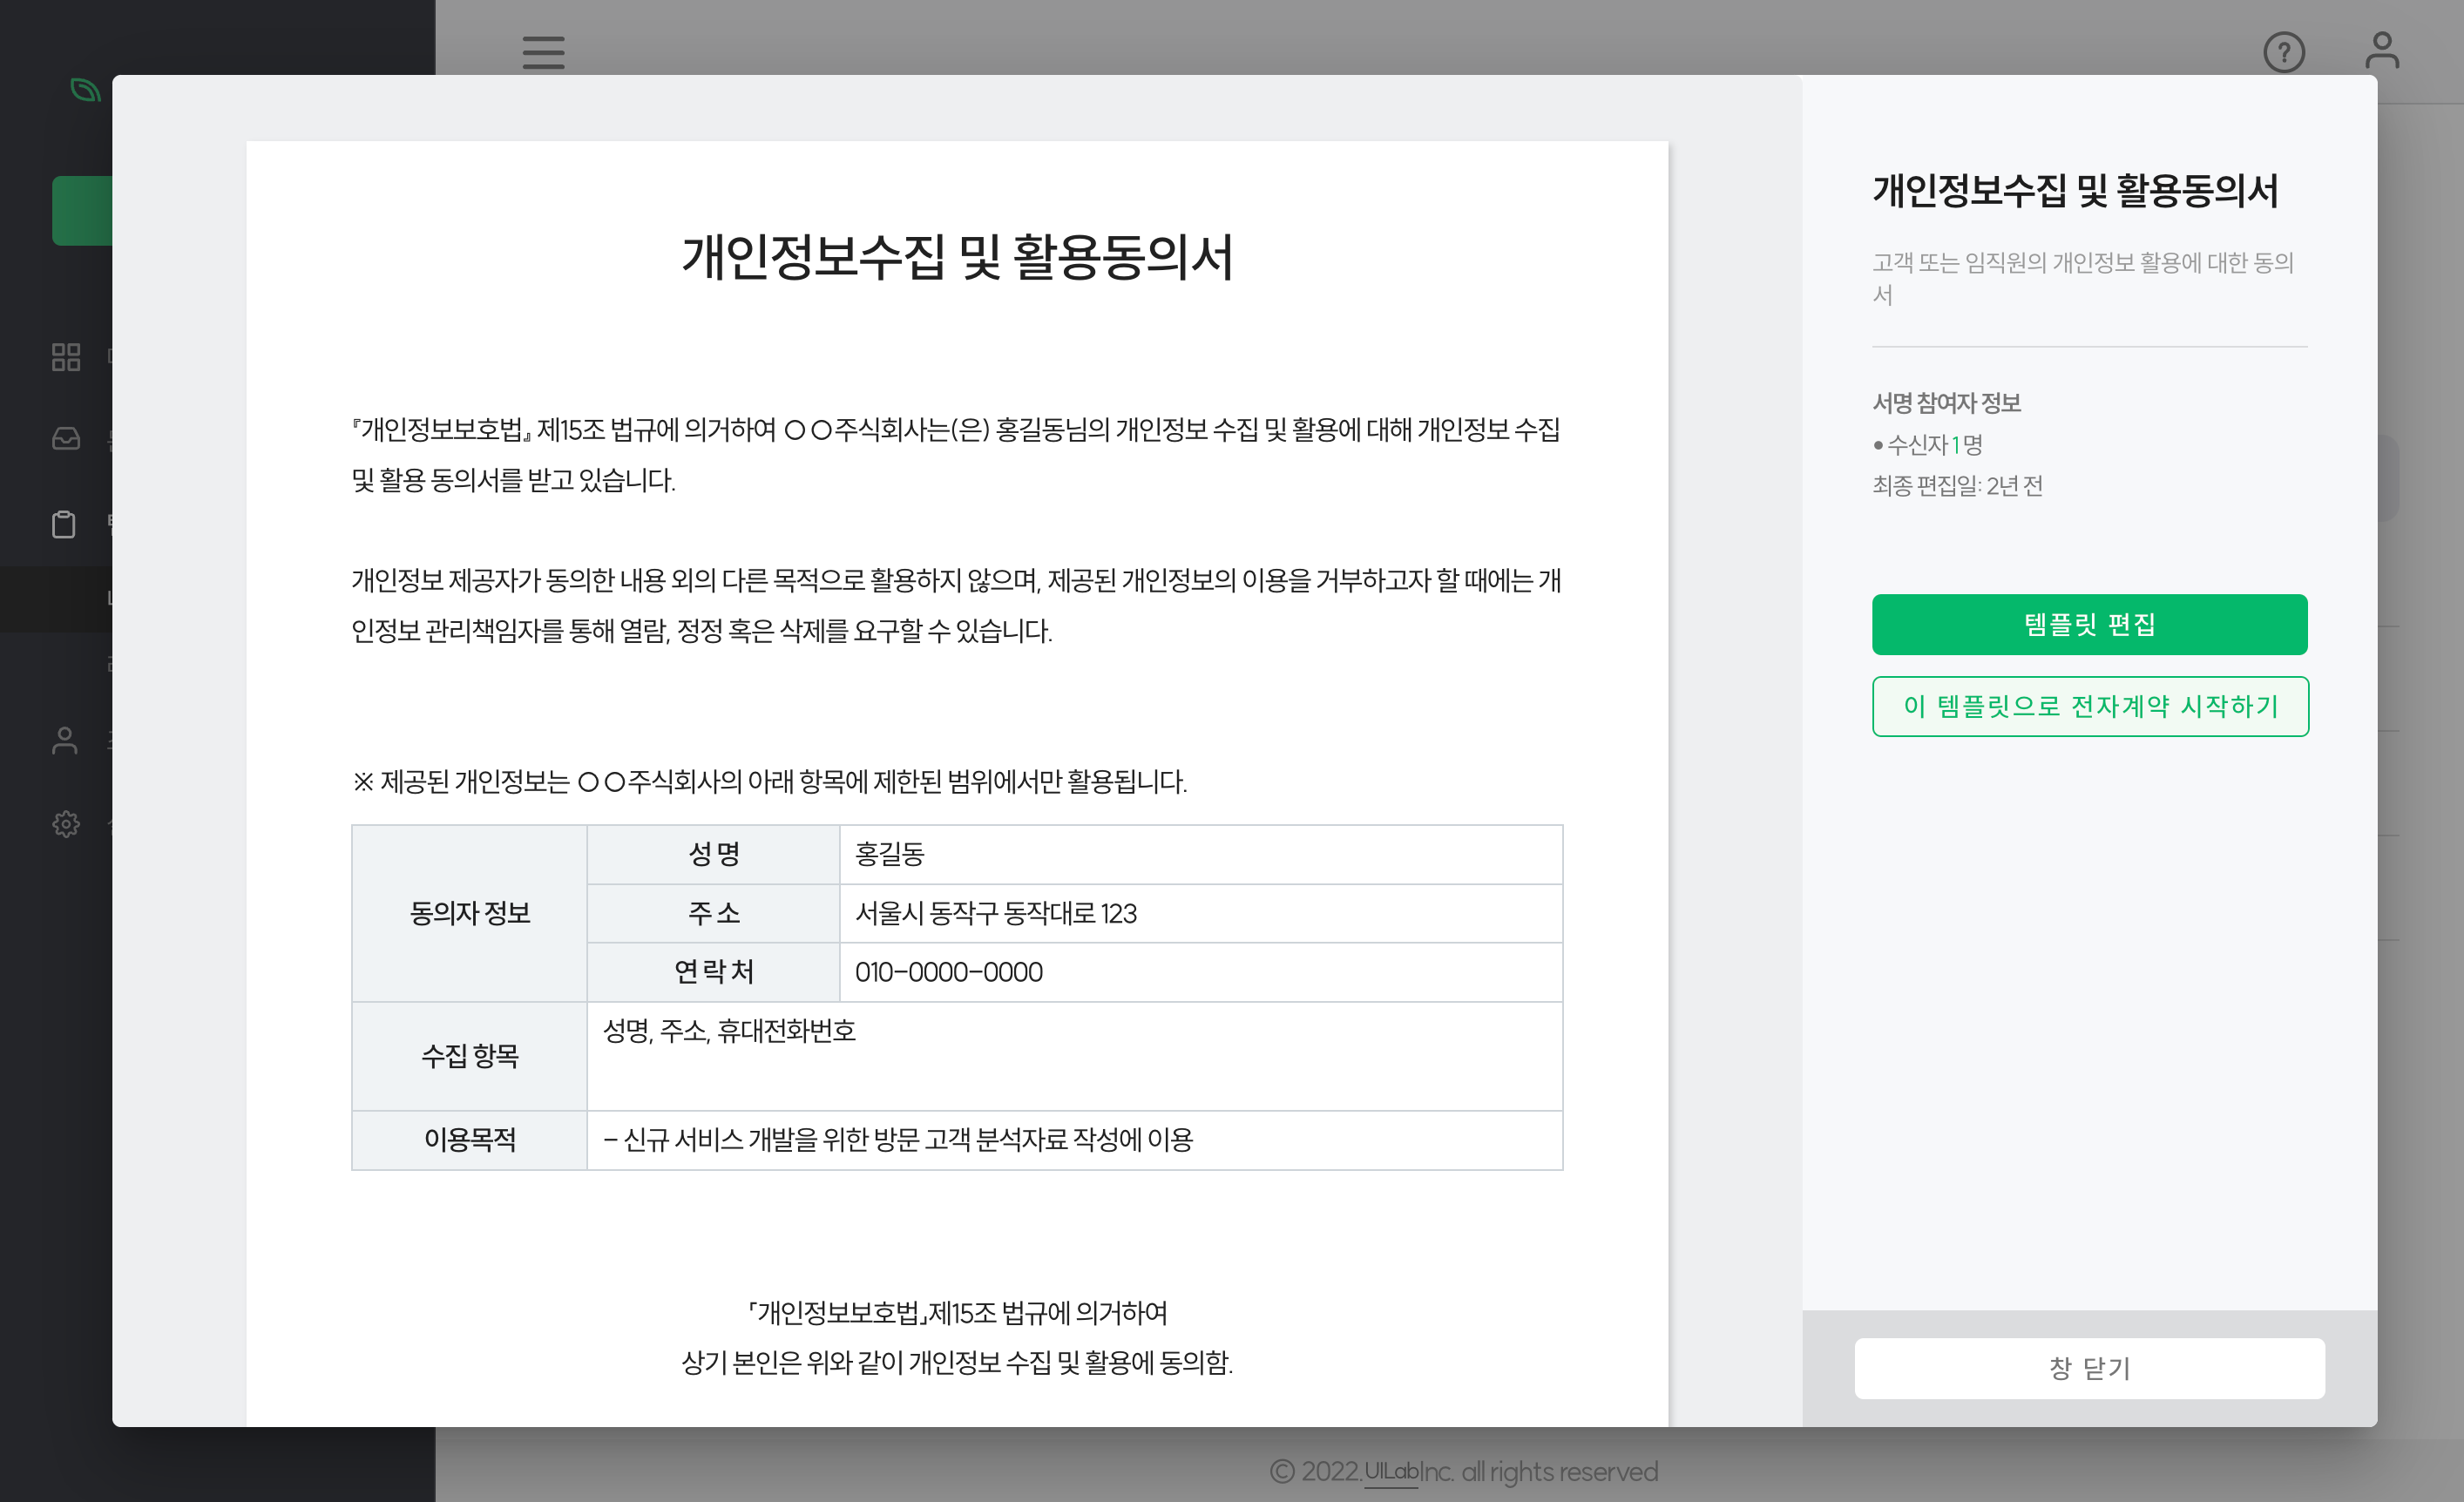 개인정보수집 및 활용동의서
『개인정보보호법』 제15조 법규에 의거하여 ○○주식회사는(은) 홍길동님의 개인정보 수집 및 활용에 대해 개인정보 수집
및 활용 동의서를 받고 있습니다.
개인정보 제공자가 동의한 내용 외의 다른 목적으로 활용하지 않으며, 제공된 개인정보의 이용을 거부하고자 할 때에는 개
인정보 관리책임자를 통해 열람, 정정 혹은 삭제를 요구할 수 있습니다.
※ 제공된 개인정보는 ○○주식회사의 아래 항목에 제한된 범위에서만 활용됩니다.
동의자 정보
성 명 홍길동
주 소 서울시 동작구 동작대로 123
연 락 처 010-0000-0000
수집 항목 성명, 주소, 휴대전화번호
이용목적 - 신규 서비스 개발을 위한 방문 고객 분석자료 작성에 이용
「개인정보보호법」제15조 법규에 의거하여
상기 본인은 위와 같이 개인정보 수집 및 활용에 동의함.
개인정보수집 및 활용동의서
고객 또는 임직원의 개인정보 활용에 대한 동의
서
서명 참여자 정보
• 수신자 1 명
최종 편집일: 2년 전
템플릿 편집
이 템플릿으로 전자계약 시작하기
창 닫기
© 2022. UILab Inc. all rights reserved